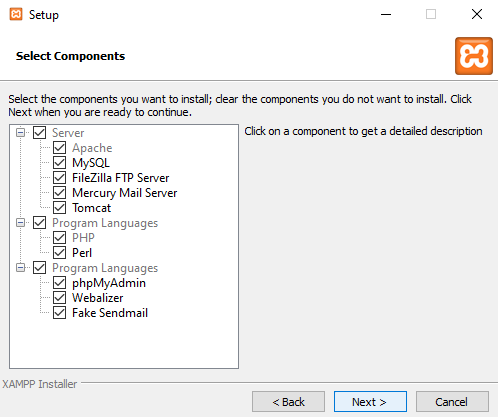 Setup
Select Components
Select the components you want to install; clear the components you do not want to install. Click
Next when you are ready to continue.
Server
Apache
MySQL
FileZilla FTP Server
Mercury Mail Server
Tomcat
Program Languages
PHP
Perl
Program Languages
phpMyAdmin
Webalizer
Fake Sendmail
Click on a component to get a detailed description
XAMPP Installer
< Back
Next >
Cancel